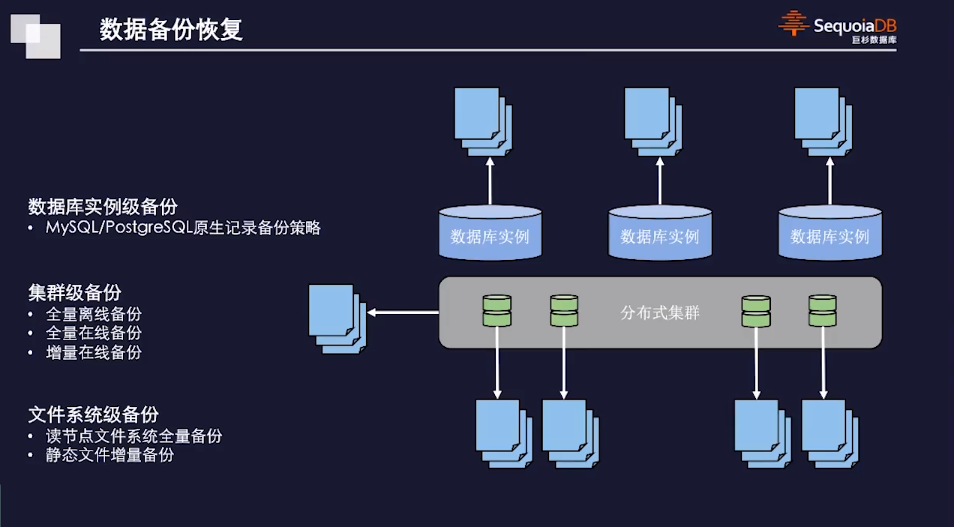 数据备份恢复
SequoiaDB
巨杉数据库
数据库实例级备份
• MySQL/PostgreSQL原生记录备份策略
数据库实例
数据库实例
数据库实例
集群级备份
• 全量离线备份
• 全量在线备份
• 增量在线备份
分布式集群
文件系统级备份
• 读节点文件系统全量备份
• 静态文件增量备份